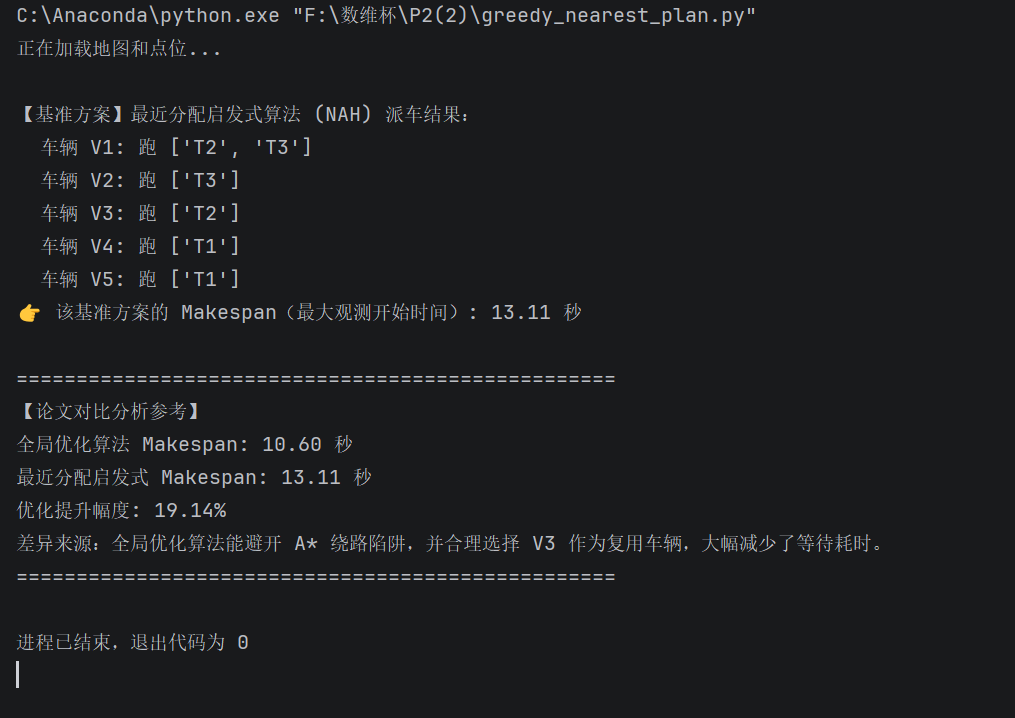 C:\Anaconda\python.exe "F:\数维杯\P2(2)\greedy_nearest_plan.py"
正在加载地图和点位...
【基准方案】最近分配启发式算法 (NAH) 派车结果：
车辆 V1: 跑 ['T2', 'T3']
车辆 V2: 跑 ['T3']
车辆 V3: 跑 ['T2']
车辆 V4: 跑 ['T1']
车辆 V5: 跑 ['T1']
👉 该基准方案的 Makespan（最大观测开始时间）: 13.11 秒
==================================================
【论文对比分析参考】
全局优化算法 Makespan: 10.60 秒
最近分配启发式 Makespan: 13.11 秒
优化提升幅度: 19.14%
差异来源：全局优化算法能避开 A* 绕路陷阱，并合理选择 V3 作为复用车辆，大幅减少了等待耗时。
==================================================
进程已结束，退出代码为 0